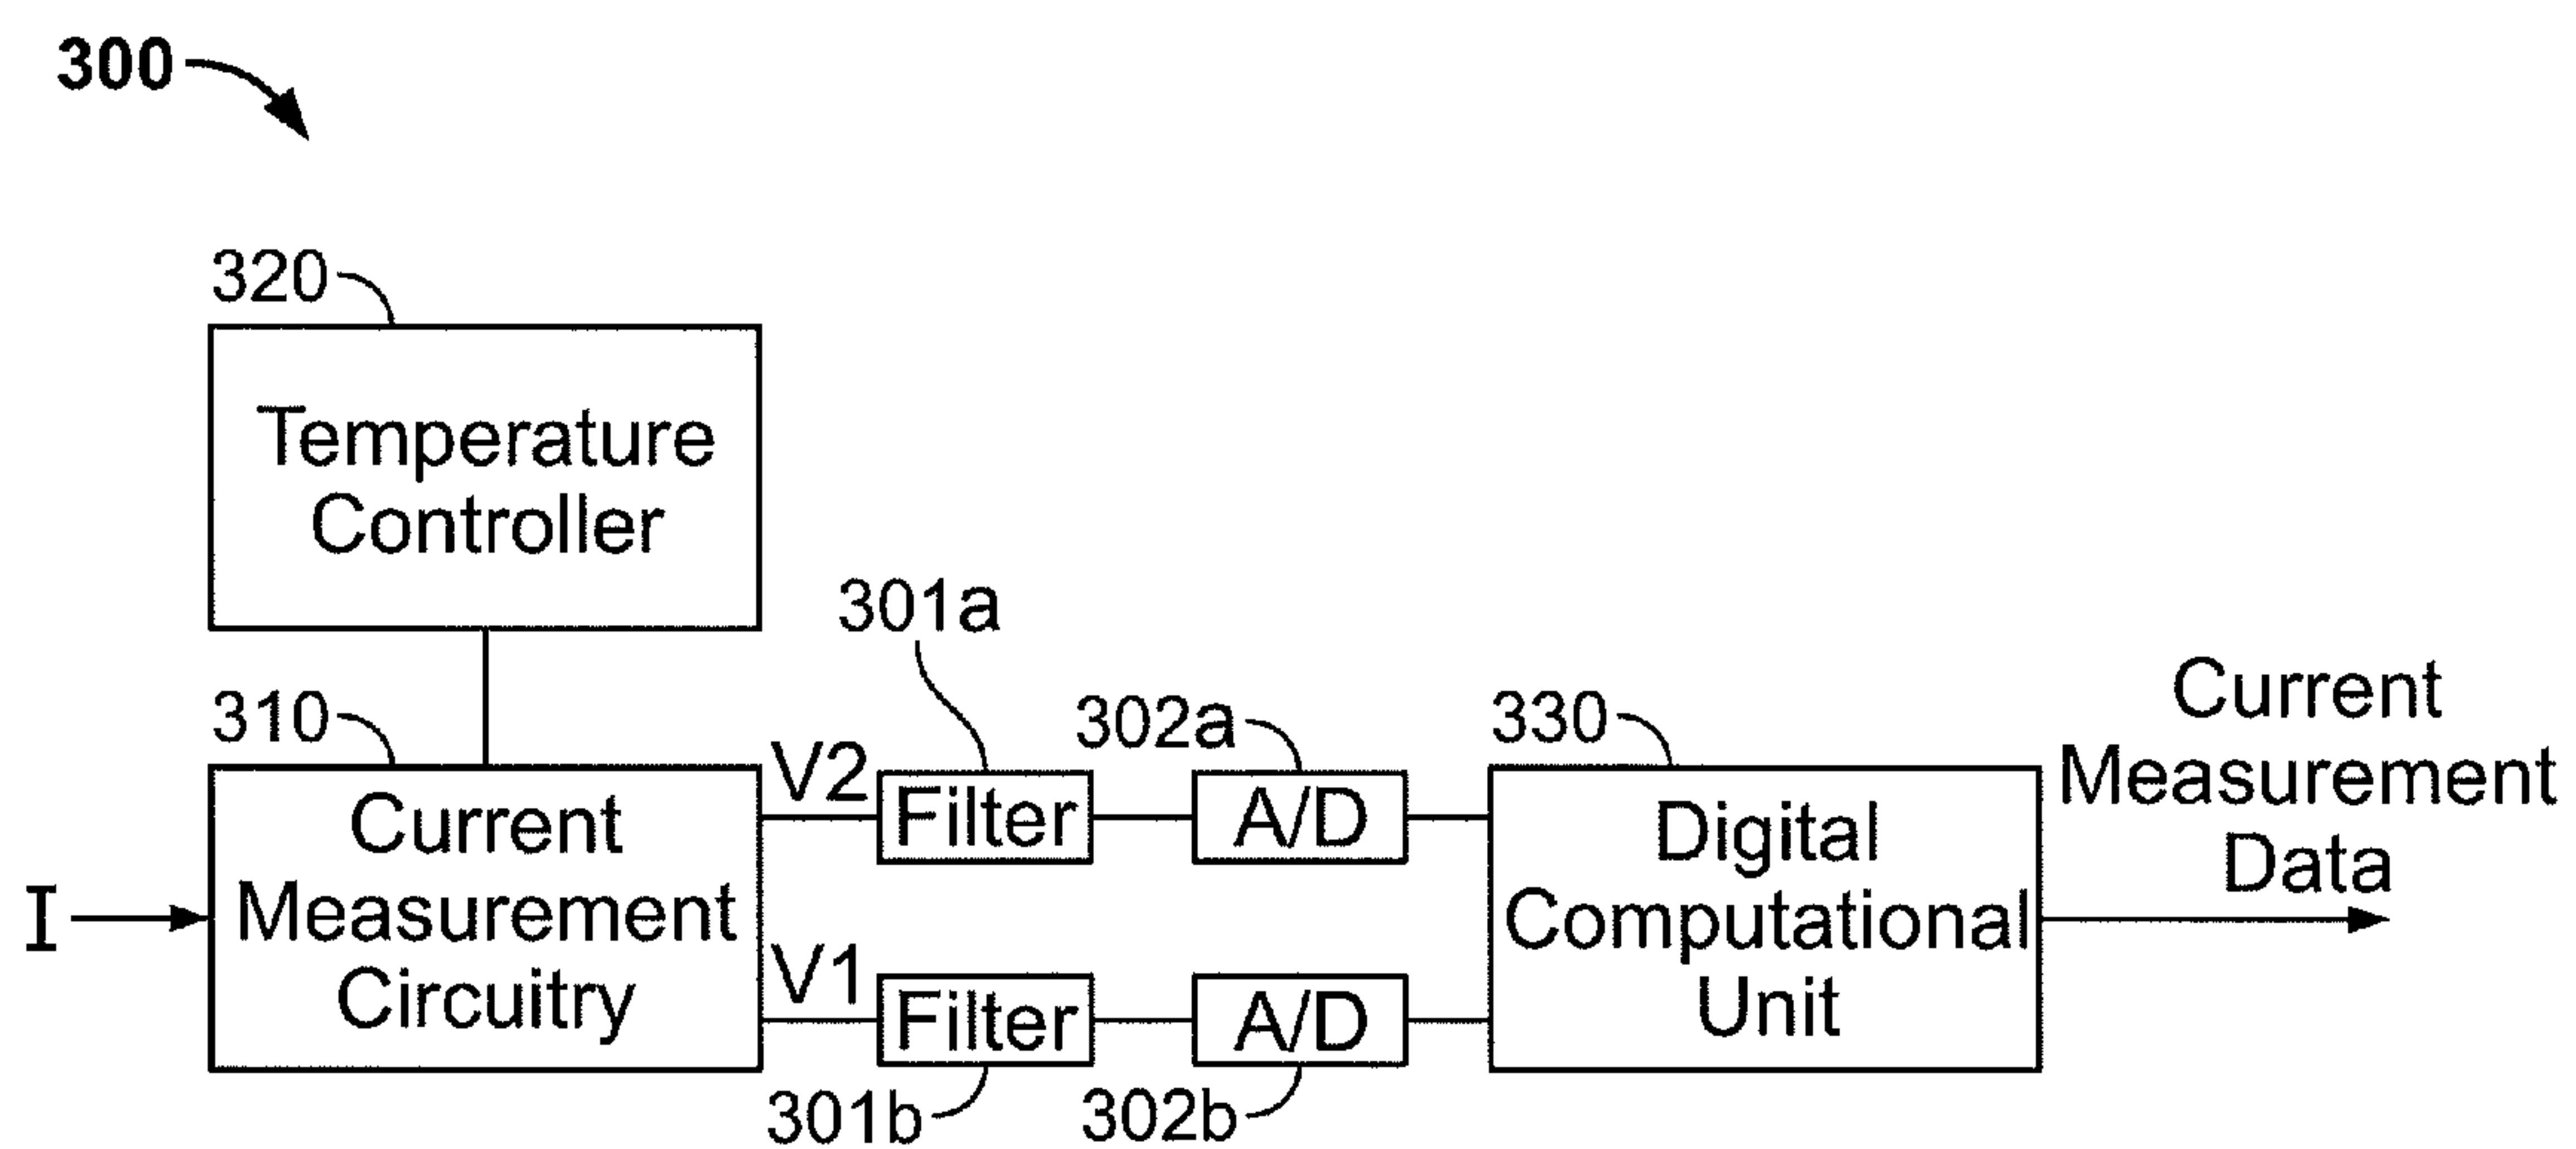 300
320
Temperature
Controller
301a
310
302a
330
Current
Measurement
Data
V2
Filter
A/D
Current
Measurement
Circuitry
Digital
Computational
Unit
I
V1
Filter
A/D
301b
302b